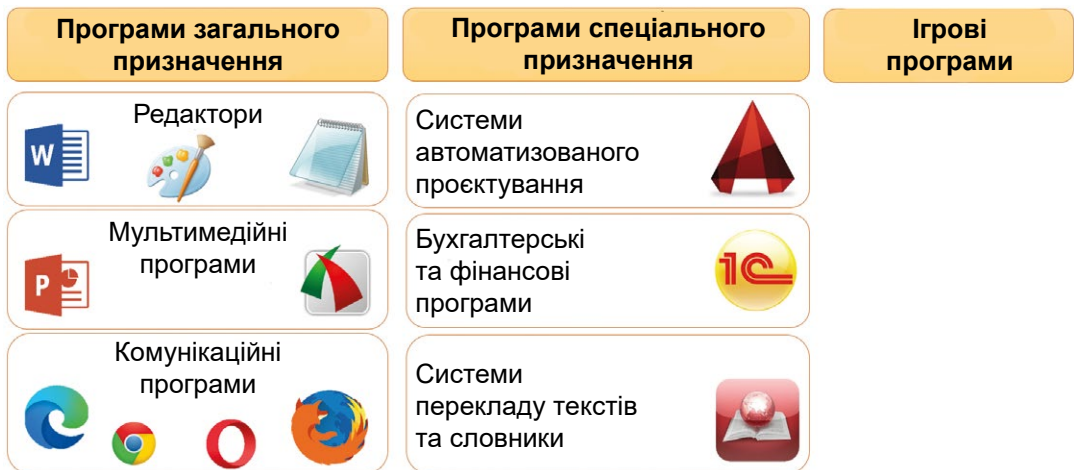 Програми загального
призначення
Програми спеціального
призначення
Ігрові
програми
Редактори
W
Системи
автоматизованого
проєктування
Мультимедійні
програми
P
Бухгалтерські
та фінансові
програми
1С
Комунікаційні
програми
Системи
перекладу текстів
та словники